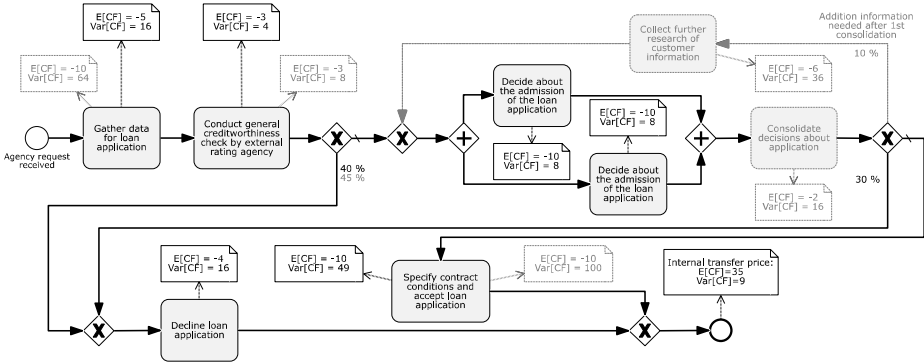 E[CF] = -5
Var[CF] = 16
E[CF] = -3
Var[CF] = 4
Addition information
needed after 1st
consolidation
10 %
Collect further
research of
customer
information
E[CF] = -10
Var[CF] = 64
E[CF] = -3
Var[CF] = 8
E[CF] = -6
Var[CF] = 36
Decide about
the admission
of the loan
application
E[CF] = -10
Var[CF] = 8
Agency request
received
Gather data
for loan
application
Conduct general
creditworthiness
check by external
rating agency
X
X
+
+
Consolidate
decisions about
application
X
E[CF] = -10
Var[CF] = 8
Decide about
the admission
of the loan
application
40 %
45 %
30 %
E[CF] = -2
Var[CF] = 16
E[CF] = -4
Var[CF] = 16
E[CF] = -10
Var[CF] = 49
Specify contract
conditions and
accept loan
application
E[CF] = -10
Var[CF] = 100
Internal transfer price:
E[CF]=35
Var[CF]=9
X
Decline loan
application
X